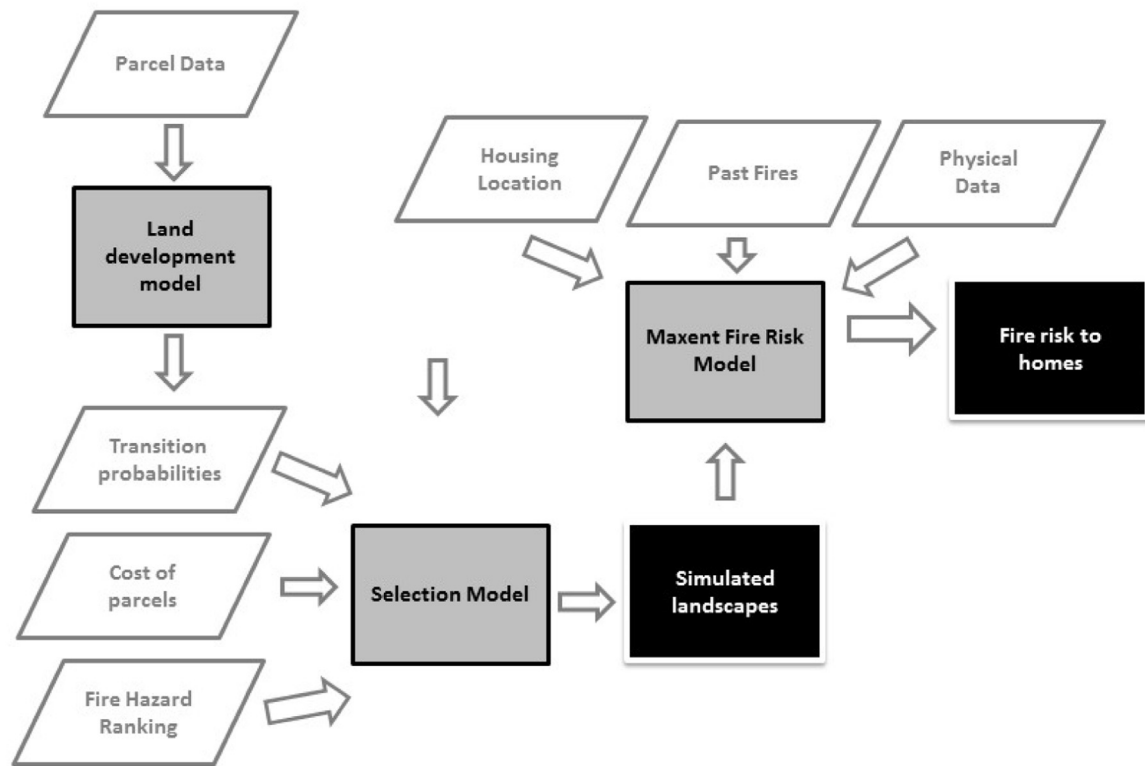 Parcel Data
Land
development
model
Housing
Location
Past Fires
Physical
Data
Maxent Fire Risk
Model
Fire risk to
homes
Transition
probabilities
Cost of
parcels
Fire Hazard
Ranking
Selection Model
Simulated
landscapes